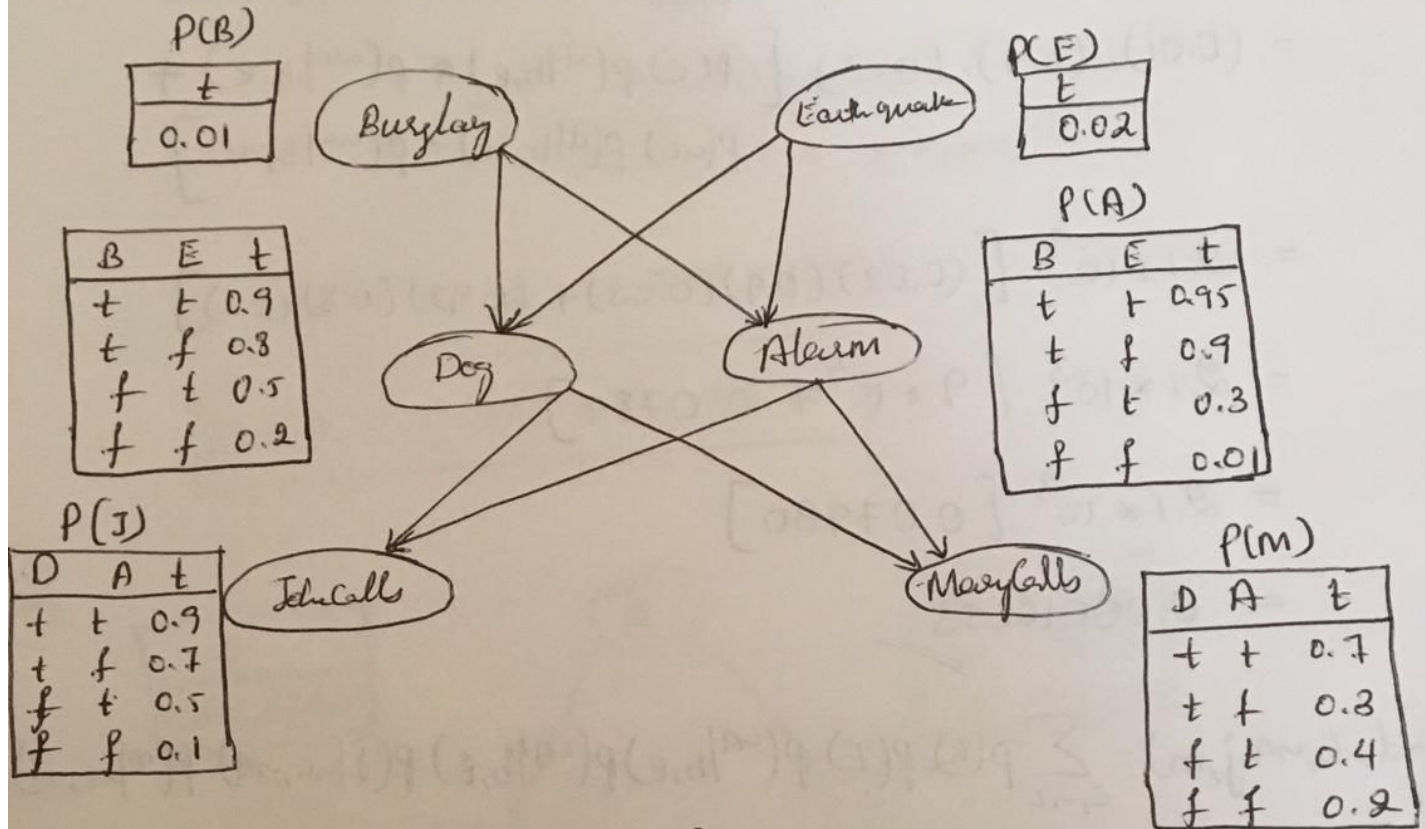 P(B)
t
0.01
Burglary
Earthquake
P(E)
t
0.02
B E t
t t 0.9
t f 0.8
f t 0.5
f f 0.2
P(A)
B E t
t t 0.95
t f 0.9
f t 0.3
f f 0.01
Dog
Alarm
P(J)
D A t
t t 0.9
t f 0.7
f t 0.5
f f 0.1
JohnCalls
MaryCalls
P(M)
D A t
t t 0.7
t f 0.3
f t 0.4
f f 0.2